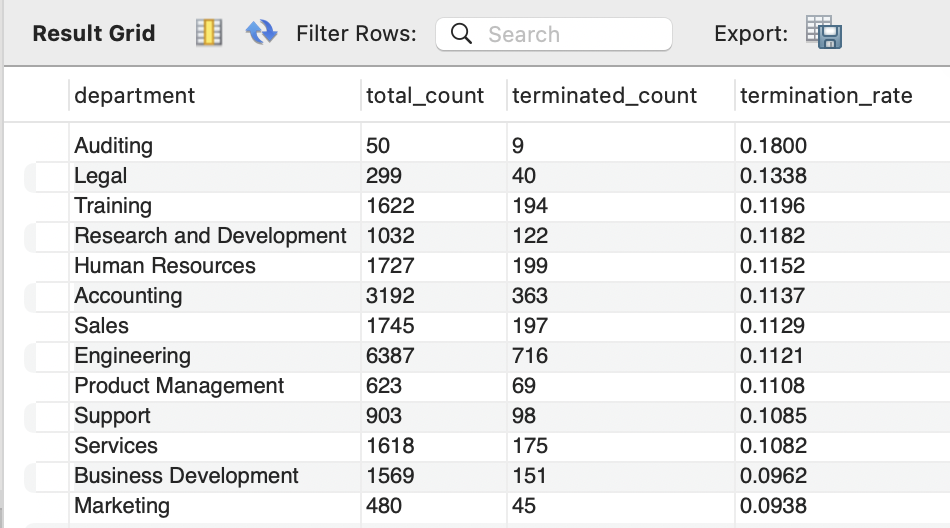 Result Grid Filter Rows: Search Export:
department total_count terminated_count termination_rate
Auditing 50 9 0.1800
Legal 299 40 0.1338
Training 1622 194 0.1196
Research and Development 1032 122 0.1182
Human Resources 1727 199 0.1152
Accounting 3192 363 0.1137
Sales 1745 197 0.1129
Engineering 6387 716 0.1121
Product Management 623 69 0.1108
Support 903 98 0.1085
Services 1618 175 0.1082
Business Development 1569 151 0.0962
Marketing 480 45 0.0938